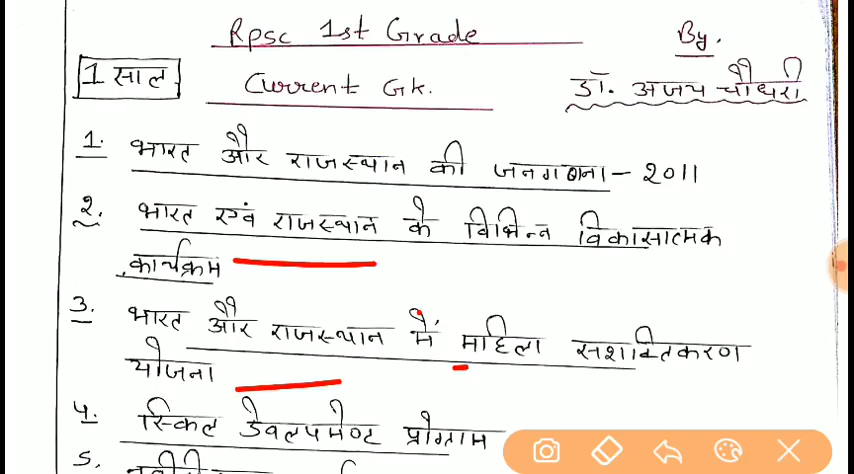 Rpsc 1st Grade
By.
1 साल
Current Gk.
डॉ. अजय चौधरी
1. भारत और राजस्थान की जनगणना - 2011
2. भारत एवं राजस्थान के विभिन्न विकासात्मक
कार्यक्रम
3. भारत और राजस्थान में महिला सशक्तिकरण
योजना
4. स्किल डेवलपमेण्ट प्रोग्राम
5.